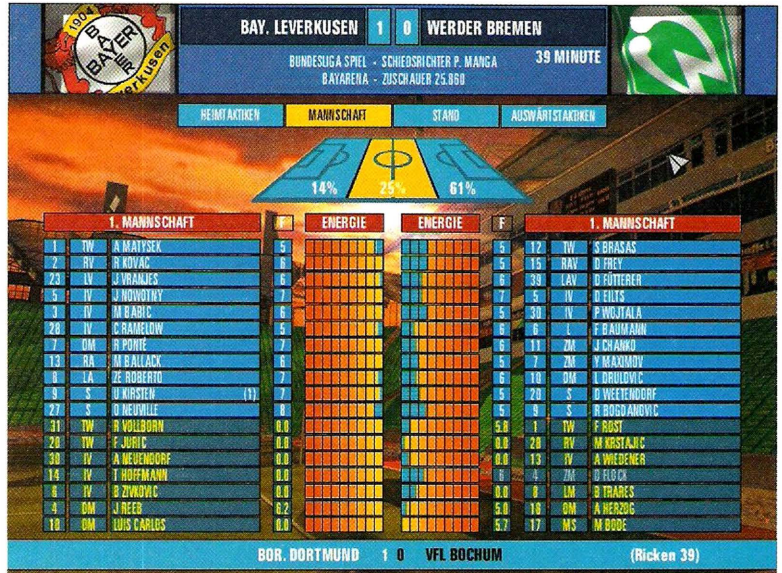 BAY. LEVERKUSEN 1 0 WERDER BREMEN
BUNDESLIGA SPIEL - SCHIEDSRICHTER P. MANGA 39 MINUTE
BAYARENA - ZUSCHAUER 25.860
1904 BAYER BAYER erkusen
HEIMTAKTIKEN MANNSCHAFT STAND AUSWÄRTSTAKTIKEN
14% 25% 61%
1. MANNSCHAFT F ENERGIE ENERGIE F 1. MANNSCHAFT
1 TW A MATYSEK 5 5 12 TW S BRASAS
2 RV R KOVAC 6 5 15 RAV D FREY
23 LV J VRANJES 6 6 39 LAV D FÜTTERER
5 IV J NOWOTNY 7 7 5 IV D EILTS
3 IV M BABIC 6 5 30 IV P WOJTALA
28 IV C RAMELOW 5 6 6 L F BAUMANN
7 OM R PONTE 7 6 11 ZM J CHANKO
13 RA M BALLACK 6 5 7 ZM Y MAXIMOV
8 LA ZE ROBERTO 7 6 10 OM L DRULOVIC
9 S U KIRSTEN (1) 7 5 20 S D WEETENDORF
27 S O NEUVILLE 8 5 9 S R BOGDANOVIC
31 TW R VOLLBORN 0.0 5.8 1 TW F ROST
20 TW F JURIC 0.0 0.0 28 RV M KRSTAJIC
30 IV A NEUENDORF 0.0 0.0 13 IV A WIEDENER
14 IV T HOFFMANN 0.0 6 4 ZM D FLOCK
6 IV B ZIVKOVIC 0.0 0.0 8 LM B TRARES
4 DM J REEB 6.2 5.0 16 OM A HERZOG
18 OM LUIS CARLOS 0.0 5.7 17 MS M BODE
BOR. DORTMUND 1 0 VFL BOCHUM (Ricken 39)